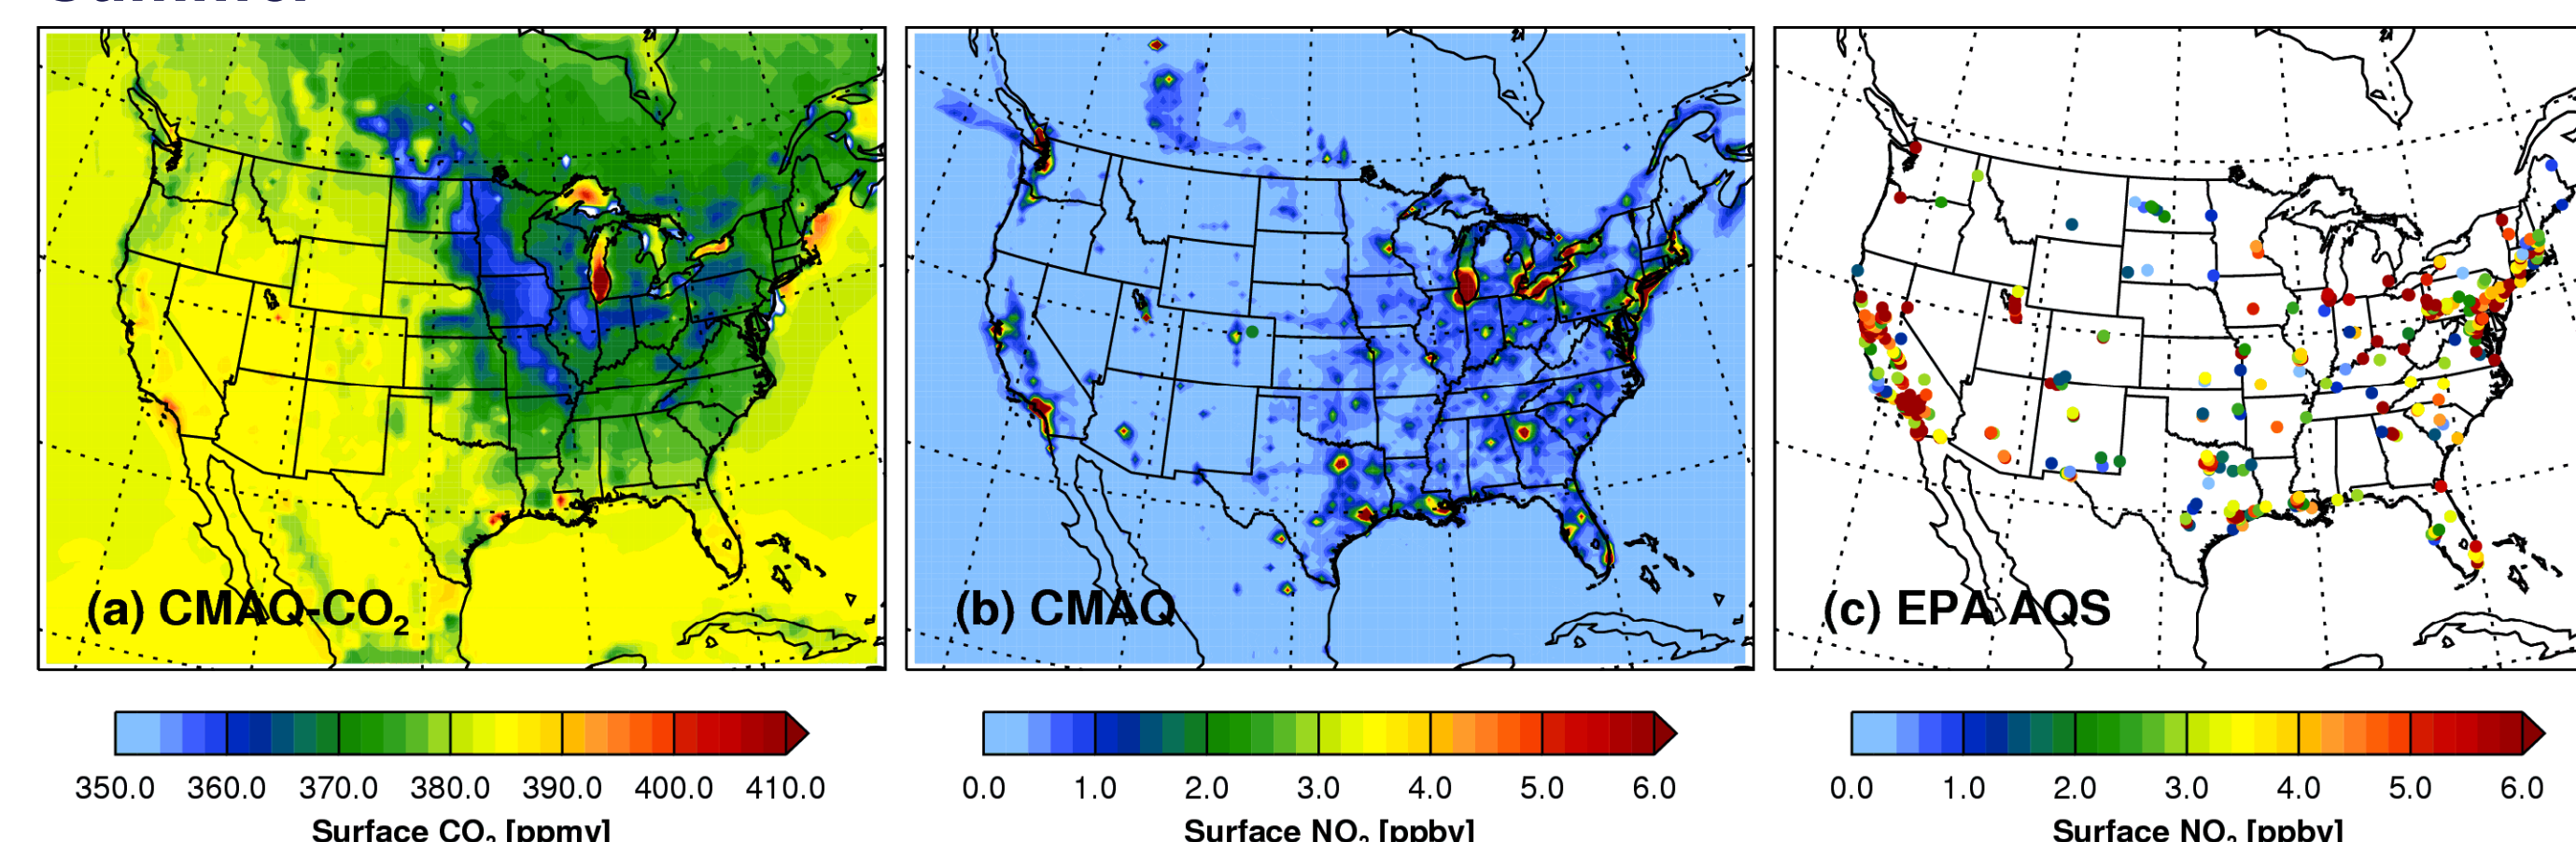 (a) CMAQ-CO₂
(b) CMAQ
(c) EPA AQS
350.0 360.0 370.0 380.0 390.0 400.0 410.0
0.0 1.0 2.0 3.0 4.0 5.0 6.0
0.0 1.0 2.0 3.0 4.0 5.0 6.0
Surface CO₂ [ppmv]
Surface NO₂ [ppbv]
Surface NO₂ [ppbv]